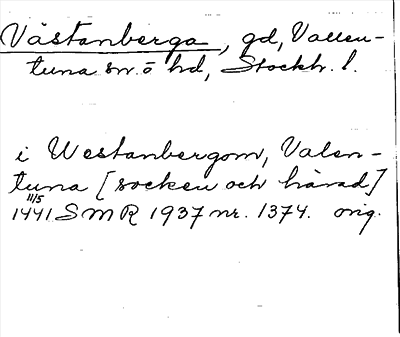 Västanberga, gd, Vallen-
tuna sn. o hd, Stockh. l.
i Westanbergom, Valen-
tuna [socken och härad]
11/5
1441 SMR 1937 nr. 1374. orig.